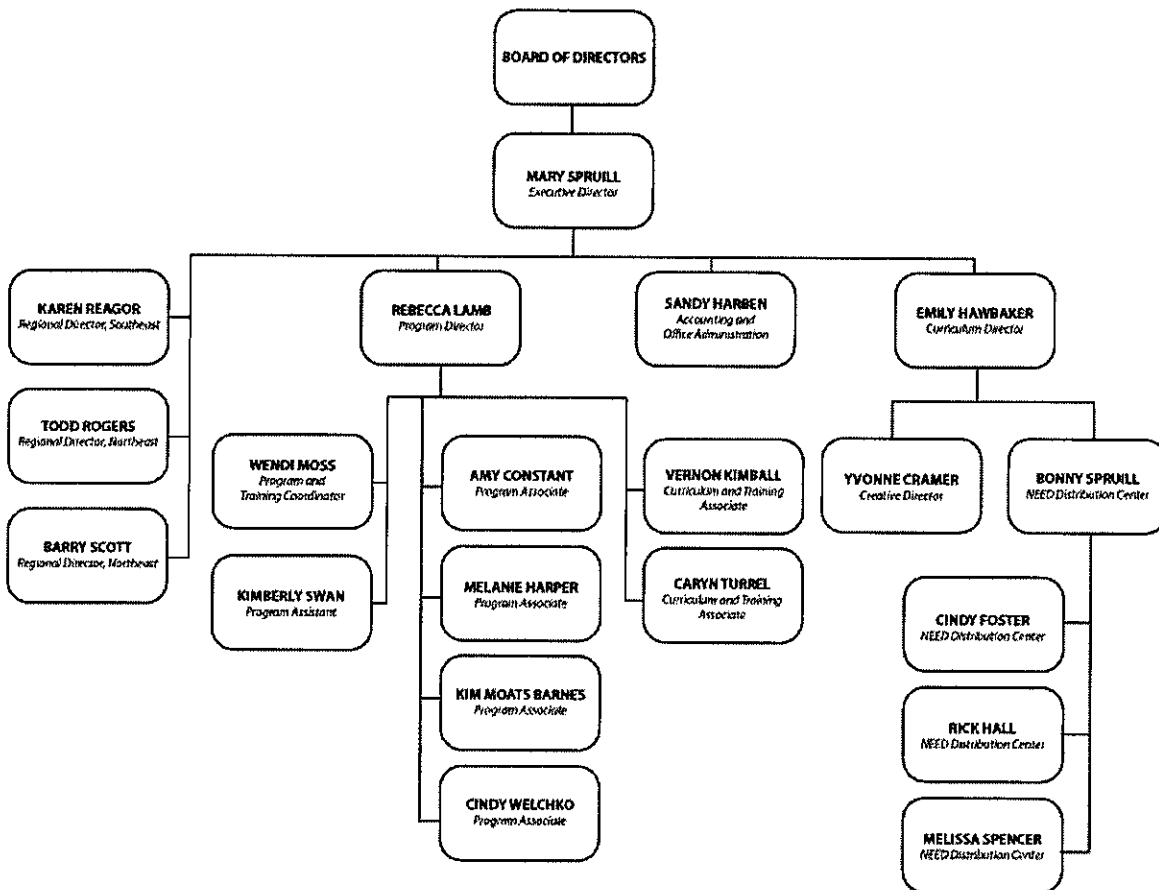 BOARD OF DIRECTORS
MARY SPRUILL
Executive Director
KAREN REAGOR
Regional Director, Southeast
REBECCA LAMB
Program Director
SANDY HARBEN
Accounting and
Office Administration
EMILY HAWBAKER
Curriculum Director
TODD ROGERS
Regional Director, Northeast
WENDI MOSS
Program and
Training Coordinator
AMY CONSTANT
Program Associate
VERNON KIMBALL
Curriculum and Training
Associate
YVONNE CRAMER
Creative Director
BONNY SPRUILL
NEED Distribution Center
BARRY SCOTT
Regional Director, Northeast
KIMBERLY SWAN
Program Assistant
MELANIE HARPER
Program Associate
CARYN TURREL
Curriculum and Training
Associate
CINDY FOSTER
NEED Distribution Center
KIM MOATS BARNES
Program Associate
RICK HALL
NEED Distribution Center
CINDY WELCHKO
Program Associate
MELISSA SPENCER
NEED Distribution Center